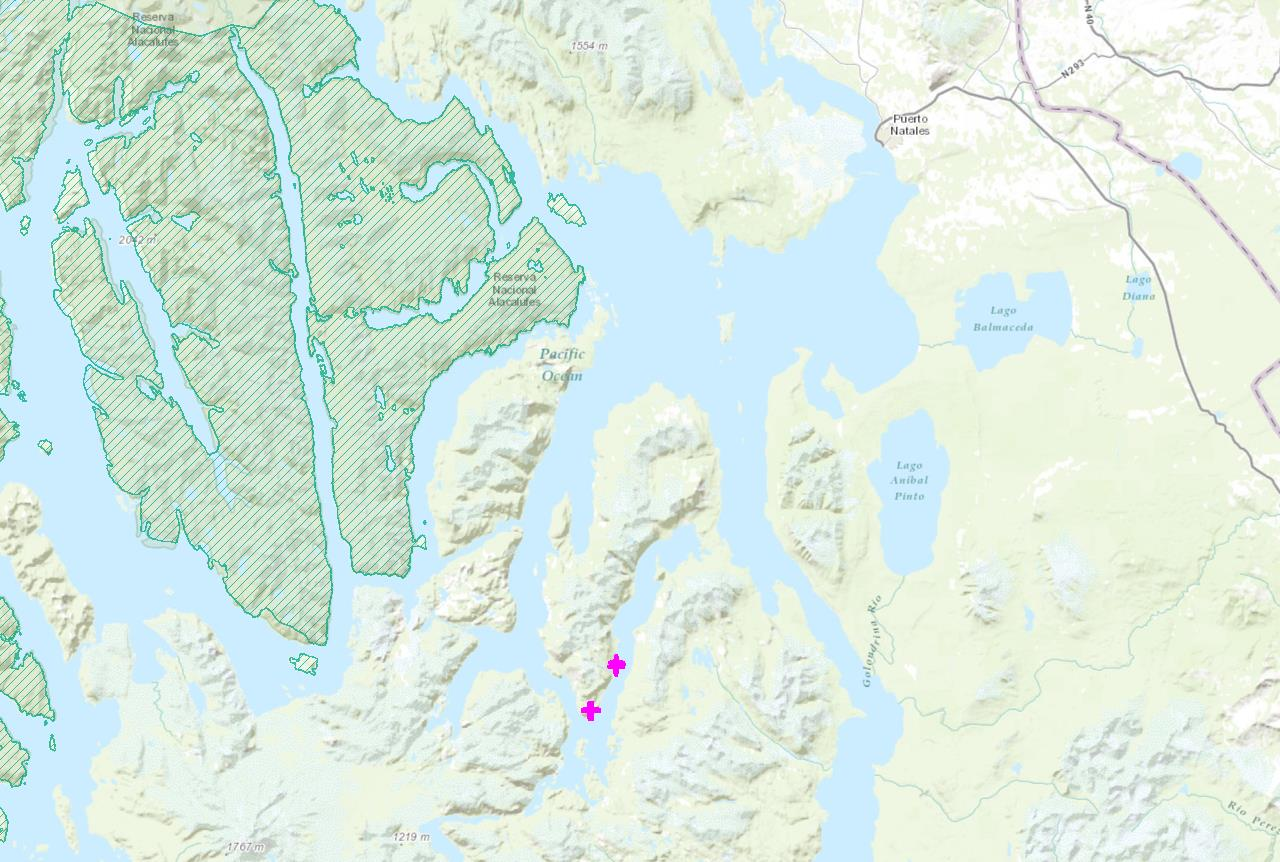 Reserva
Nacional
Alacalufes
1554 m
N 40
N293
Puerto
Natales
2042 m
Reserva
Nacional
Alacalufes
Lago
Diana
Lago
Balmaceda
Pacific
Ocean
Lago
Aníbal
Pinto
Golondrina Río
Río Pere
1219 m
1767 m